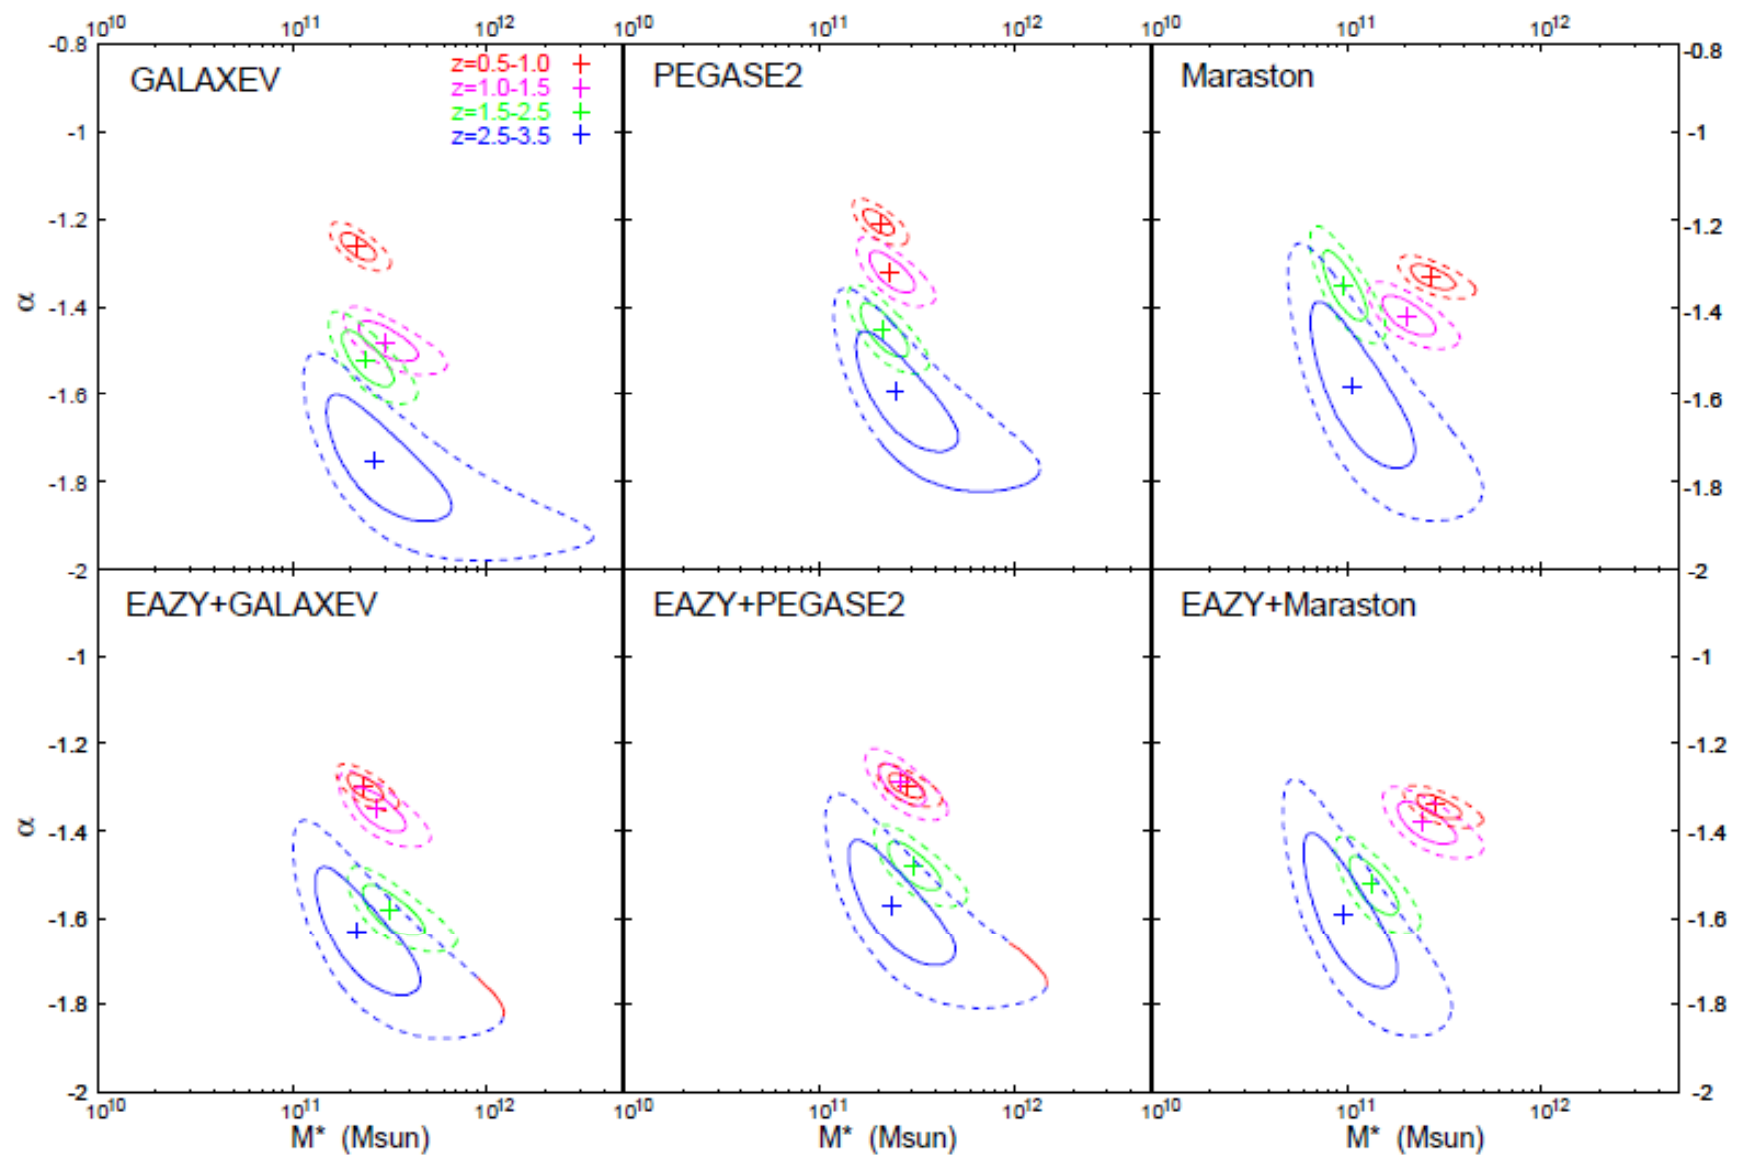 10^10 10^11 10^12 10^10 10^11 10^12 10^10 10^11 10^12
-0.8 GALAXEV z=0.5-1.0 PEGASE2 Maraston -0.8
z=1.0-1.5
z=1.5-2.5
-1 z=2.5-3.5 -1
-1.2 -1.2
α -1.4 -1.4
-1.6 -1.6
-1.8 -1.8
-2 -2
EAZY+GALAXEV EAZY+PEGASE2 EAZY+Maraston
-1 -1
-1.2 -1.2
α -1.4 -1.4
-1.6 -1.6
-1.8 -1.8
-2 -2
10^10 10^11 10^12 10^10 10^11 10^12 10^10 10^11 10^12
M* (Msun) M* (Msun) M* (Msun)